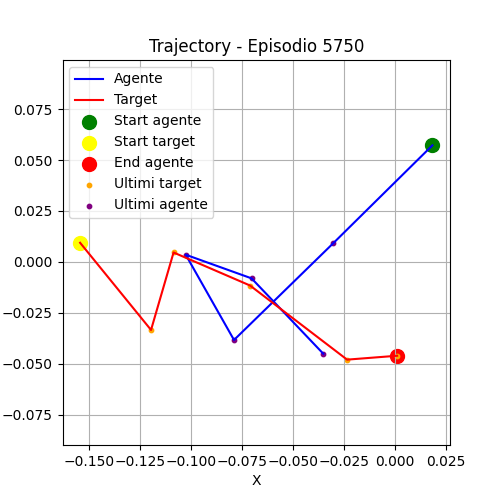 Trajectory - Episodio 5750
Agente
Target
Start agente
Start target
End agente
Ultimi target
Ultimi agente
0.075
0.050
0.025
0.000
−0.025
−0.050
−0.075
−0.150 −0.125 −0.100 −0.075 −0.050 −0.025 0.000 0.025
X